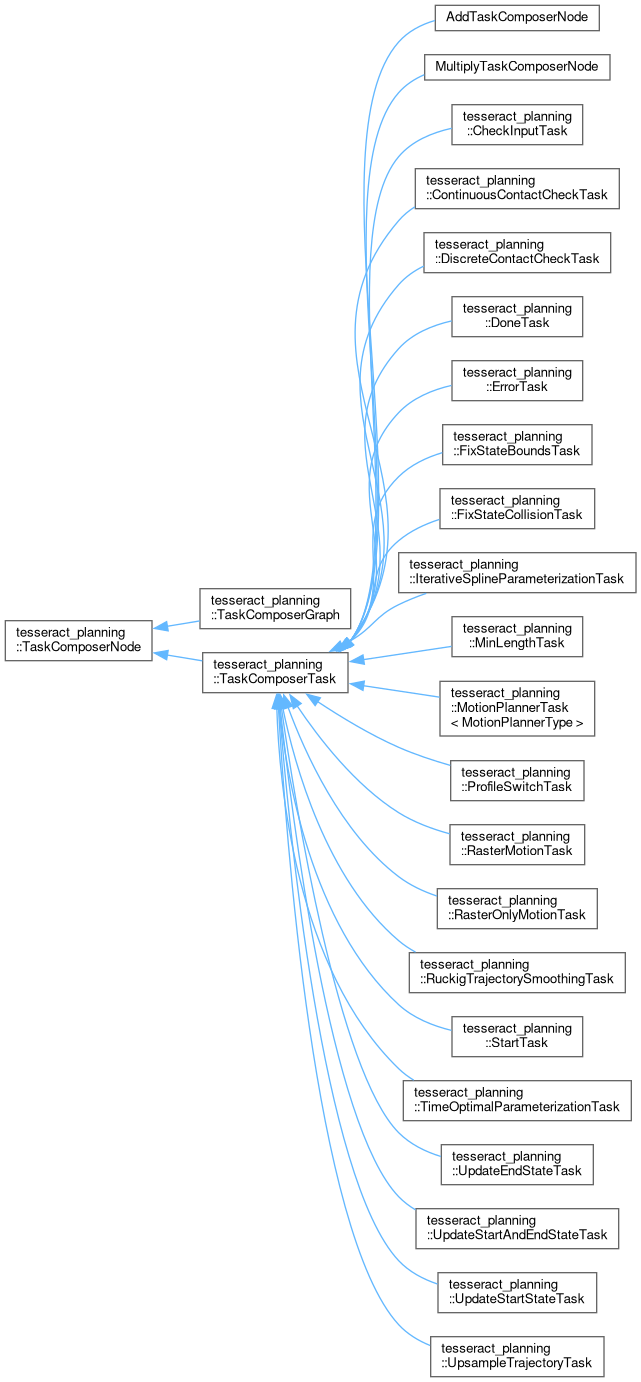 AddTaskComposerNode
MultiplyTaskComposerNode
tesseract_planning
::CheckInputTask
tesseract_planning
::ContinuousContactCheckTask
tesseract_planning
::DiscreteContactCheckTask
tesseract_planning
::DoneTask
tesseract_planning
::ErrorTask
tesseract_planning
::FixStateBoundsTask
tesseract_planning
::FixStateCollisionTask
tesseract_planning
::IterativeSplineParameterizationTask
tesseract_planning
::TaskComposerGraph
tesseract_planning
::TaskComposerNode
tesseract_planning
::TaskComposerTask
tesseract_planning
::MinLengthTask
tesseract_planning
::MotionPlannerTask
< MotionPlannerType >
tesseract_planning
::ProfileSwitchTask
tesseract_planning
::RasterMotionTask
tesseract_planning
::RasterOnlyMotionTask
tesseract_planning
::RuckigTrajectorySmoothingTask
tesseract_planning
::StartTask
tesseract_planning
::TimeOptimalParameterizationTask
tesseract_planning
::UpdateEndStateTask
tesseract_planning
::UpdateStartAndEndStateTask
tesseract_planning
::UpdateStartStateTask
tesseract_planning
::UpsampleTrajectoryTask